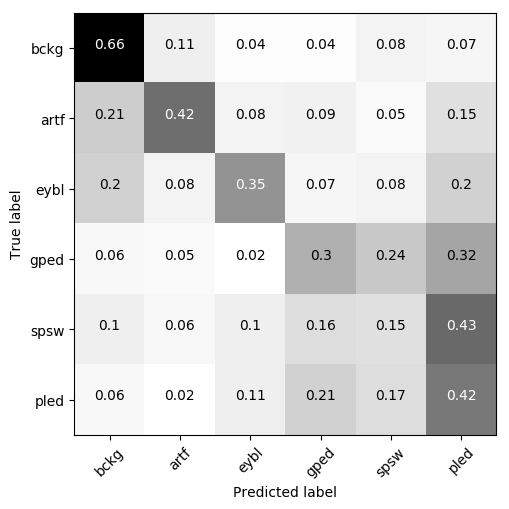 bckg 0.66 0.11 0.04 0.04 0.08 0.07
artf 0.21 0.42 0.08 0.09 0.05 0.15
eybl 0.2 0.08 0.35 0.07 0.08 0.2
gped 0.06 0.05 0.02 0.3 0.24 0.32
spsw 0.1 0.06 0.1 0.16 0.15 0.43
pled 0.06 0.02 0.11 0.21 0.17 0.42
bckg artf eybl gped spsw pled
True label
Predicted label